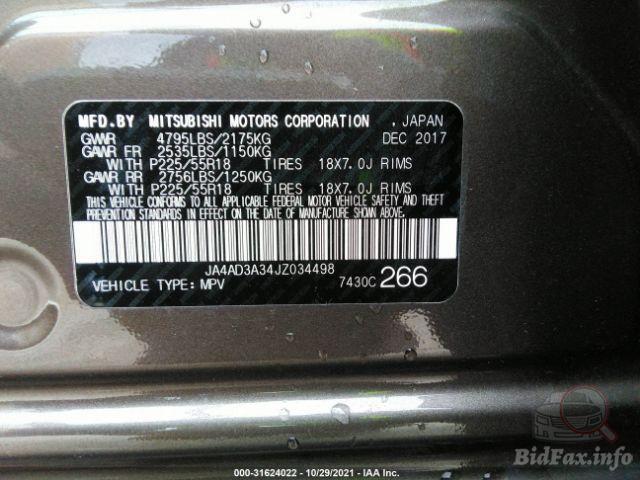 MFD.BY MITSUBISHI MOTORS CORPORATION . JAPAN
GVWR 4795LBS/2175KG DEC 2017
GAWR FR 2535LBS/1150KG
WITH P225/55R18 TIRES 18X7.0J RIMS
GAWR RR 2756LBS/1250KG
WITH P225/55R18 TIRES 18X7.0J RIMS
THIS VEHICLE CONFORMS TO ALL APPLICABLE FEDERAL MOTOR VEHICLE SAFETY AND THEFT
PREVENTION STANDARDS IN EFFECT ON THE DATE OF MANUFACTURE SHOWN ABOVE.
JA4AD3A34JZ034498
VEHICLE TYPE: MPV 7430C 266
BidFax.info
000-31624022 - 10/29/2021 - IAA Inc.